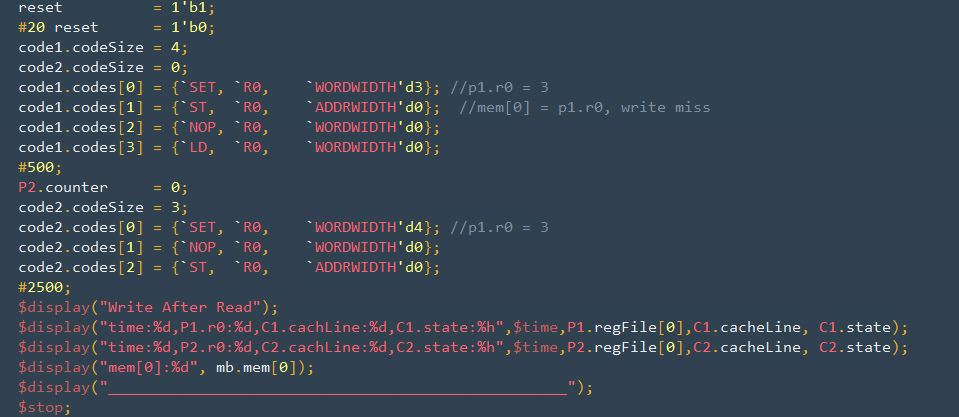 reset          = 1'b1;
#20 reset      = 1'b0;
code1.codeSize = 4;
code2.codeSize = 0;
code1.codes[0] = {`SET, `R0,    `WORDWIDTH'd3}; //p1.r0 = 3
code1.codes[1] = {`ST,  `R0,    `ADDRWIDTH'd0};  //mem[0] = p1.r0, write miss
code1.codes[2] = {`NOP, `R0,    `WORDWIDTH'd0};
code1.codes[3] = {`LD,  `R0,    `WORDWIDTH'd0};
#500;
P2.counter     = 0;
code2.codeSize = 3;
code2.codes[0] = {`SET, `R0,    `WORDWIDTH'd4}; //p1.r0 = 3
code2.codes[1] = {`NOP, `R0,    `WORDWIDTH'd0};
code2.codes[2] = {`ST,  `R0,    `ADDRWIDTH'd0};
#2500;
$display("Write After Read");
$display("time:%d,P1.r0:%d,C1.cachLine:%d,C1.state:%h",$time,P1.regFile[0],C1.cacheLine, C1.state);
$display("time:%d,P2.r0:%d,C2.cachLine:%d,C2.state:%h",$time,P2.regFile[0],C2.cacheLine, C2.state);
$display("mem[0]:%d", mb.mem[0]);
$display("___________________________________________________");
$stop;